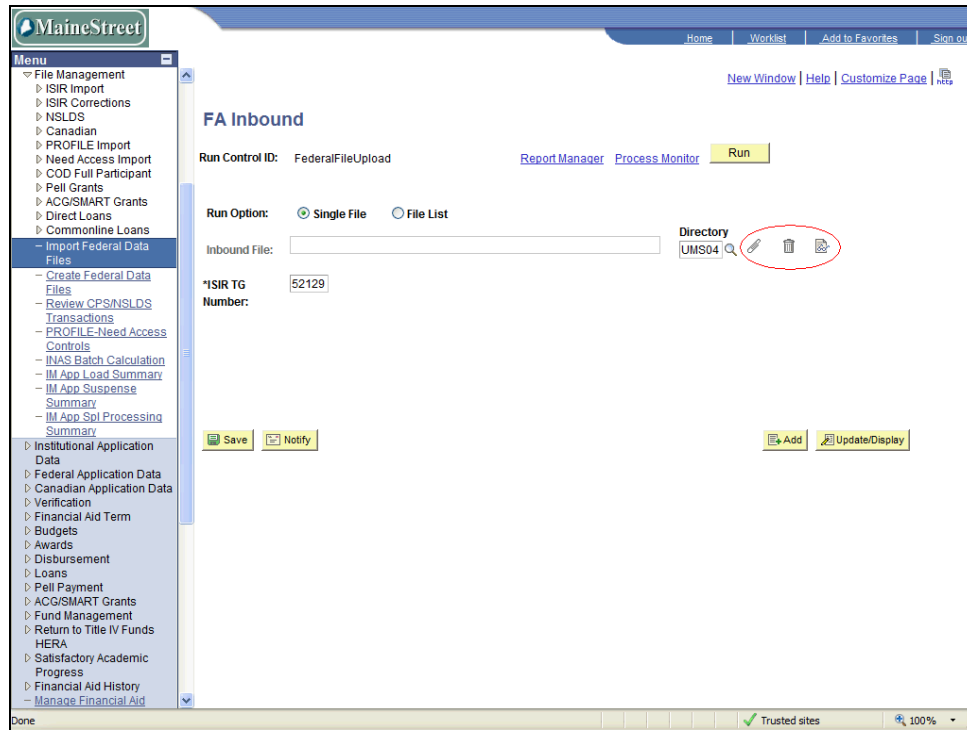 MaineStreet
Home Worklist Add to Favorites Sign ou
Menu
File Management
ISIR Import
ISIR Corrections
NSLDS
Canadian
PROFILE Import
Need Access Import
COD Full Participant
Pell Grants
ACG/SMART Grants
Direct Loans
Commonline Loans
Import Federal Data
Files
Create Federal Data
Files
Review CPS/NSLDS
Transactions
PROFILE-Need Access
Controls
INAS Batch Calculation
IM App Load Summary
IM App Suspense
Summary
IM App Spl Processing
Summary
Institutional Application
Data
Federal Application Data
Canadian Application Data
Verification
Financial Aid Term
Budgets
Awards
Disbursement
Loans
Pell Payment
ACG/SMART Grants
Fund Management
Return to Title IV Funds
HERA
Satisfactory Academic
Progress
Financial Aid History
Manage Financial Aid
New Window | Help | Customize Page | http
FA Inbound
Run Control ID: FederalFileUpload Report Manager Process Monitor Run
Run Option: Single File File List
Directory
Inbound File: UMS04
*ISIR TG 52129
Number:
Save Notify Add Update/Display
Done Trusted sites 100%